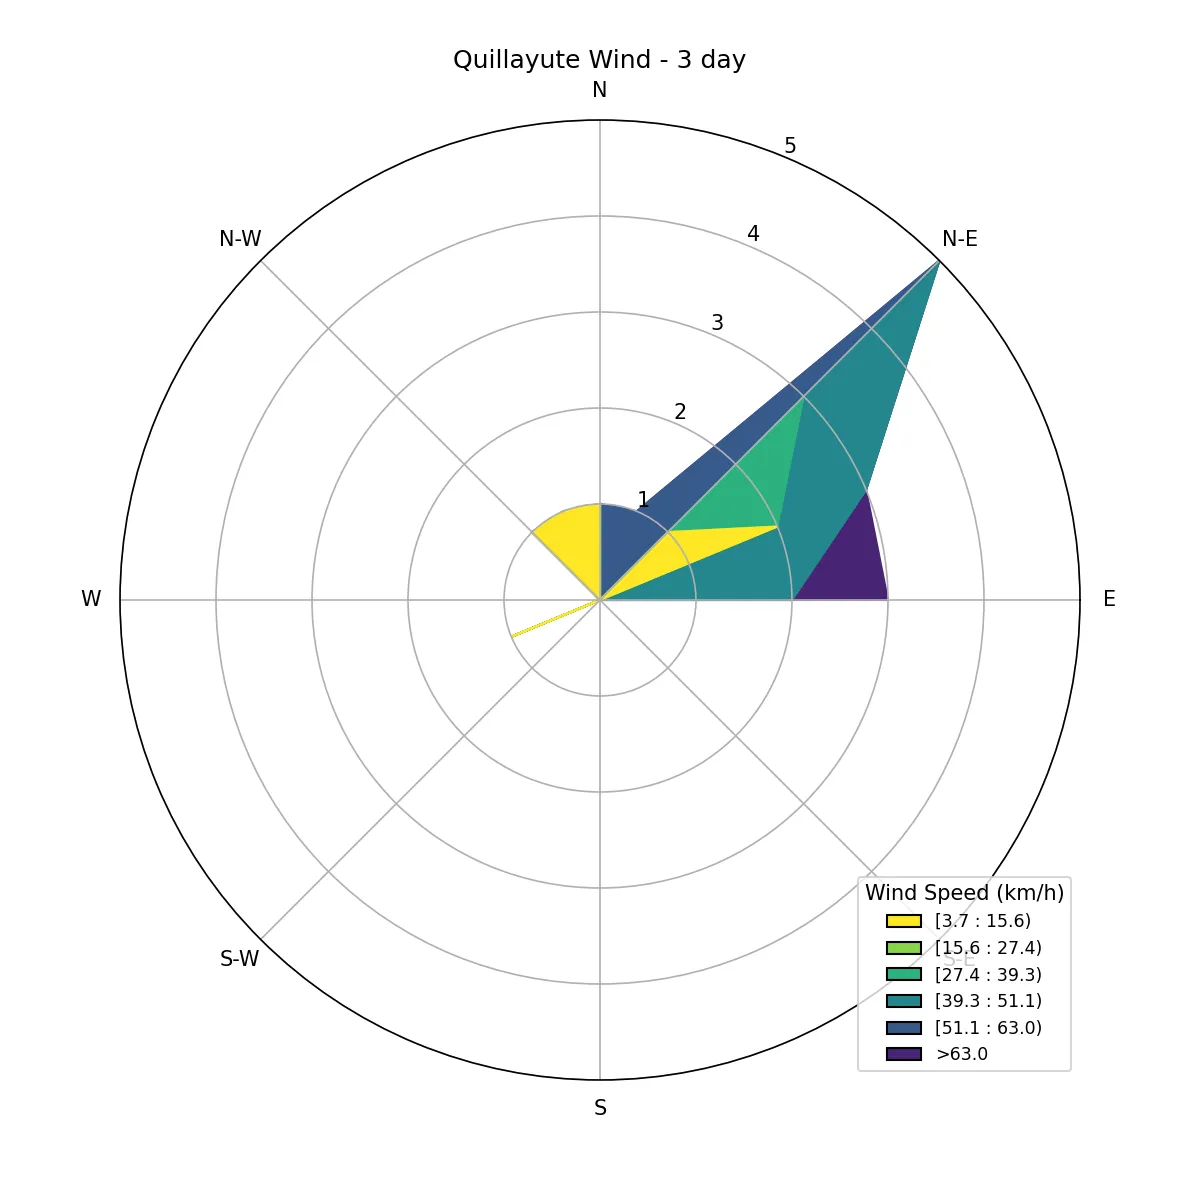 Quillayute Wind - 3 day
N
5
N-W
N-E
4
3
2
1
W
E
S-W
S-E
S
Wind Speed (km/h)
[3.7 : 15.6)
[15.6 : 27.4)
[27.4 : 39.3)
[39.3 : 51.1)
[51.1 : 63.0)
>63.0